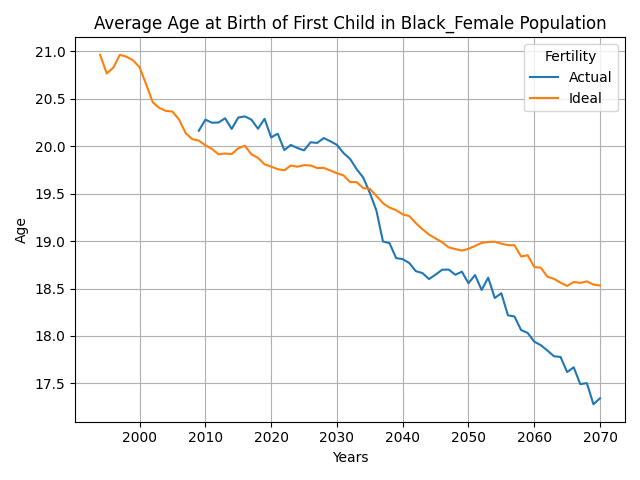 Average Age at Birth of First Child in Black_Female Population
Fertility
Actual
Ideal
Age
21.0
20.5
20.0
19.5
19.0
18.5
18.0
17.5
2000 2010 2020 2030 2040 2050 2060 2070
Years